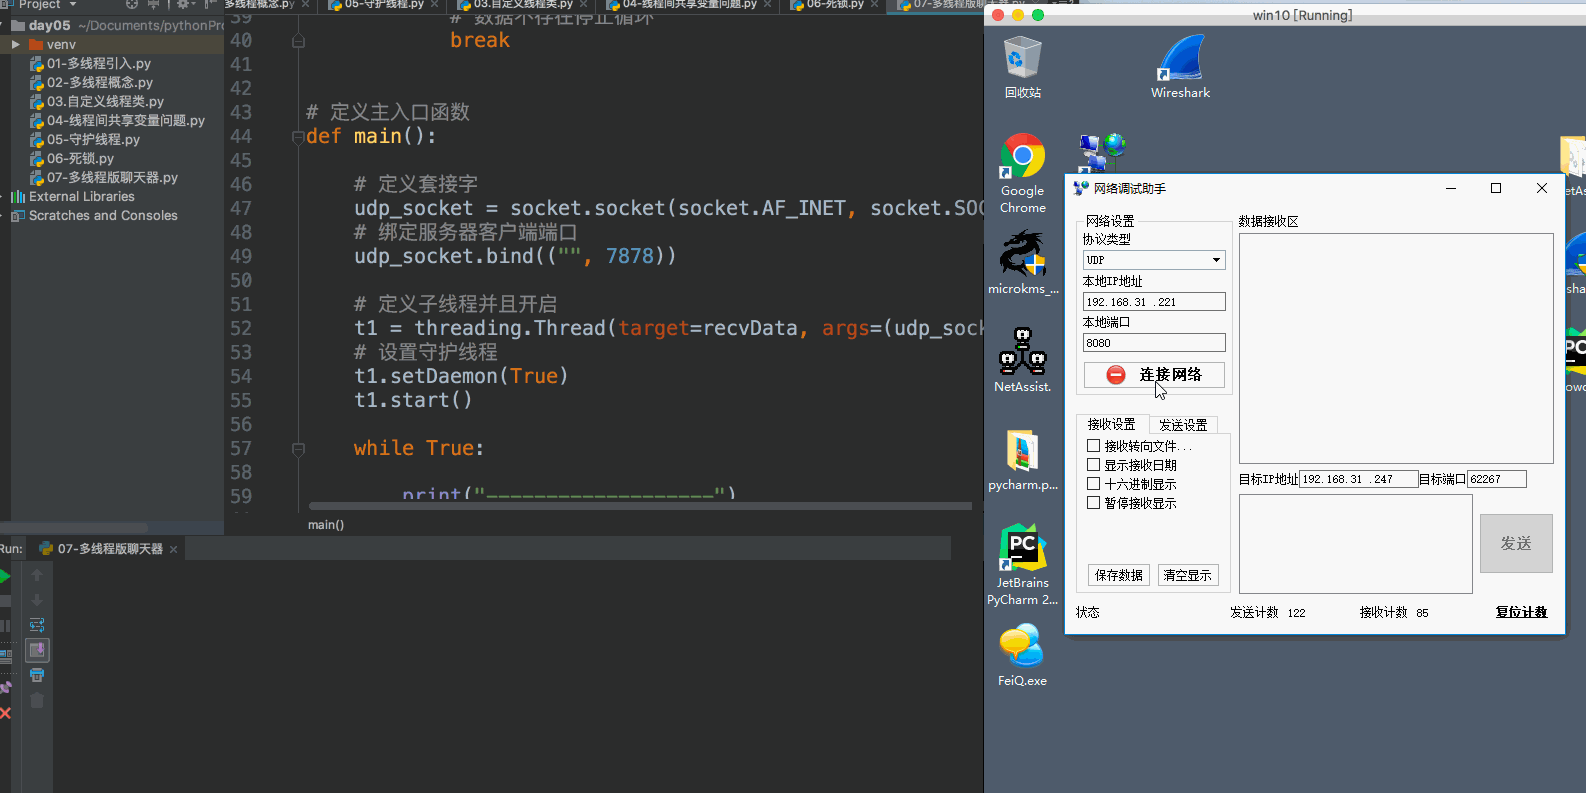 Project
day05 ~/Documents/pythonPr
venv
01-多线程引入.py
02-多线程概念.py
03.自定义线程类.py
04-线程间共享变量问题.py
05-守护线程.py
06-死锁.py
07-多线程版聊天器.py
External Libraries
Scratches and Consoles
多线程概念.py
05-守护线程.py
03.自定义线程类.py
04-线程间共享变量问题.py
06-死锁.py
39 # 数据不存在停止循环
40 break
41
42
43 # 定义主入口函数
44 def main():
45
46 # 定义套接字
47 udp_socket = socket.socket(socket.AF_INET, socket.SOC
48 # 绑定服务器客户端端口
49 udp_socket.bind(("", 7878))
50
51 # 定义子线程并且开启
52 t1 = threading.Thread(target=recvData, args=(udp_sock
53 # 设置守护线程
54 t1.setDaemon(True)
55 t1.start()
56
57 while True:
58
59 print("-------------------")
main()
Run: 07-多线程版聊天器
win10 [Running]
回收站
Wireshark
Google
Chrome
microkms_...
NetAssist.
pycharm.p...
JetBrains
PyCharm 2...
FeiQ.exe
网络调试助手
网络设置
协议类型
UDP
本地IP地址
192.168.31 .221
本地端口
8080
连接网络
接收设置 发送设置
接收转向文件...
显示接收日期
十六进制显示
暂停接收显示
保存数据 清空显示
数据接收区
目标IP地址 192.168.31 .247 目标端口 62267
发送
状态 发送计数 122 接收计数 85 复位计数